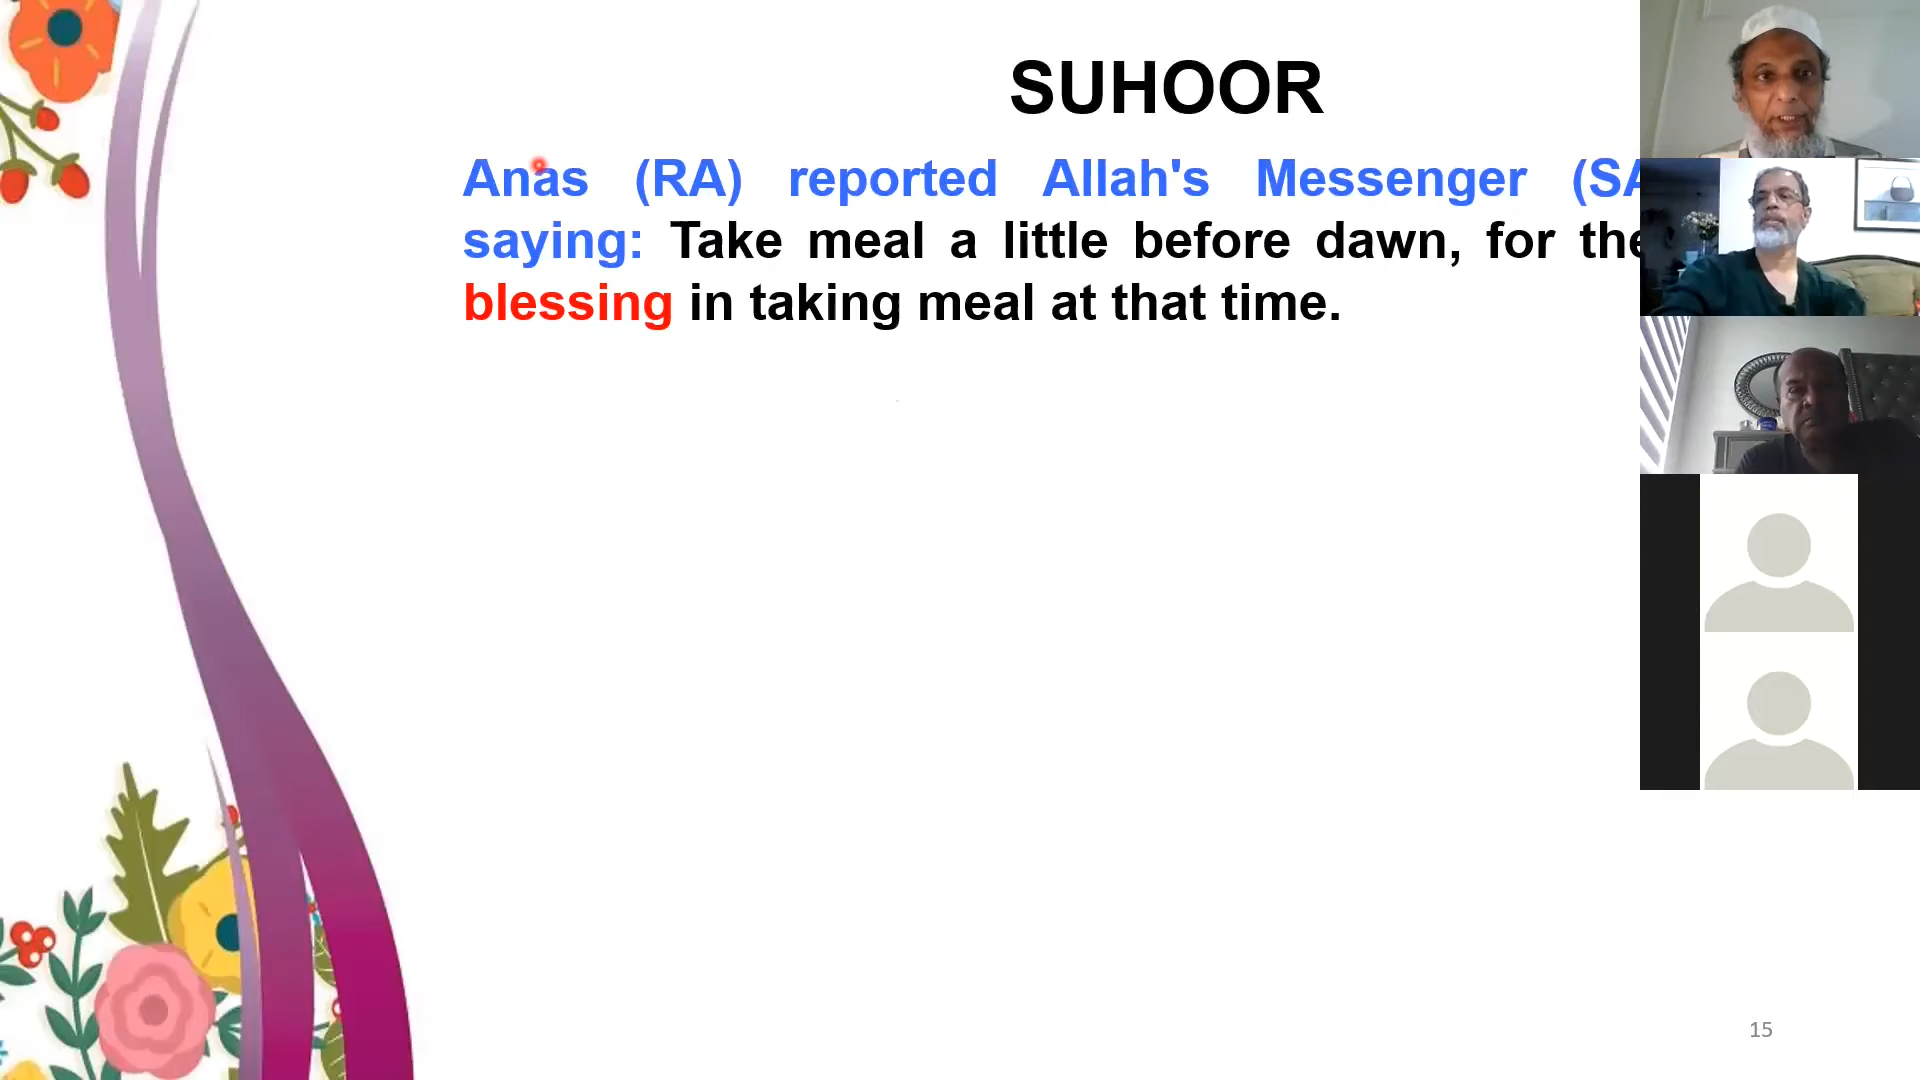 SUHOOR
Anas (RA) reported Allah's Messenger
saying: Take meal a little before dawn, for
blessing in taking meal at that time.
15